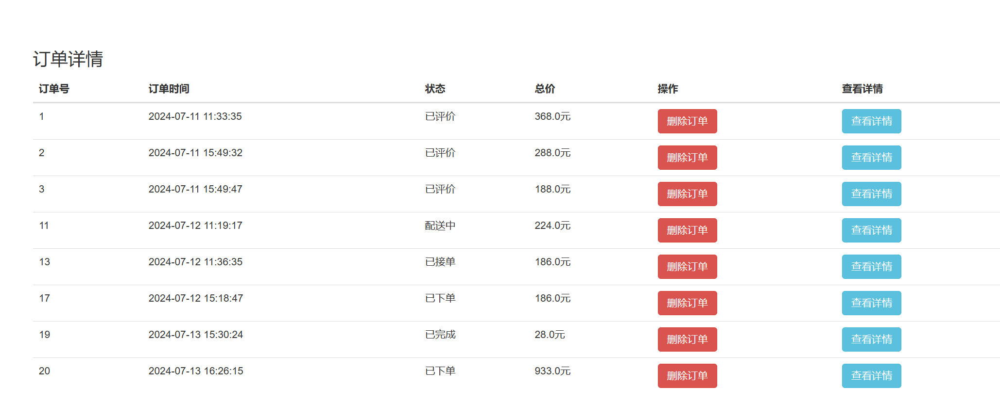 订单详情
订单号 订单时间 状态 总价 操作 查看详情
1 2024-07-11 11:33:35 已评价 368.0元 删除订单 查看详情
2 2024-07-11 15:49:32 已评价 288.0元 删除订单 查看详情
3 2024-07-11 15:49:47 已评价 188.0元 删除订单 查看详情
11 2024-07-12 11:19:17 配送中 224.0元 删除订单 查看详情
13 2024-07-12 11:36:35 已接单 186.0元 删除订单 查看详情
17 2024-07-12 15:18:47 已下单 186.0元 删除订单 查看详情
19 2024-07-13 15:30:24 已完成 28.0元 删除订单 查看详情
20 2024-07-13 16:26:15 已下单 933.0元 删除订单 查看详情